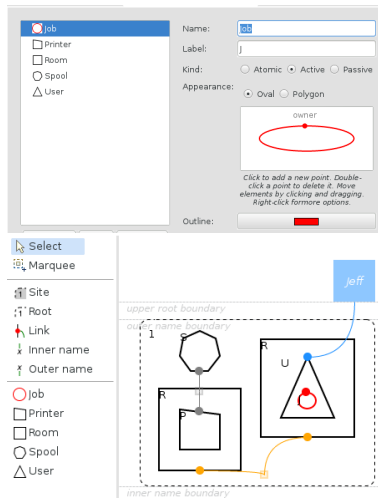 Job
Printer
Room
Spool
User
Name: Job
Label: J
Kind: Atomic Active Passive
Appearance:
Oval Polygon
owner
Click to add a new point. Double-
click a point to delete it. Move
elements by clicking and dragging.
Right-click formore options.
Outline:
Select
Marquee
Site
Root
Link
Inner name
Outer name
Job
Printer
Room
Spool
User
Jeff
upper root boundary
outer name boundary
1
S
R
U
R
P
inner name boundary